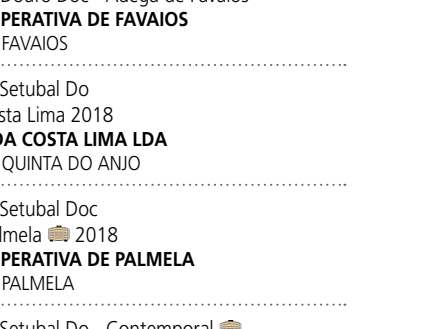 Douro Doc - Adega de Favaios
PERATIVA DE FAVAIOS
FAVAIOS
Setubal Do
sta Lima 2018
DA COSTA LIMA LDA
QUINTA DO ANJO
Setubal Doc
lmela 2018
PERATIVA DE PALMELA
PALMELA
Setubal Do - Contemporal